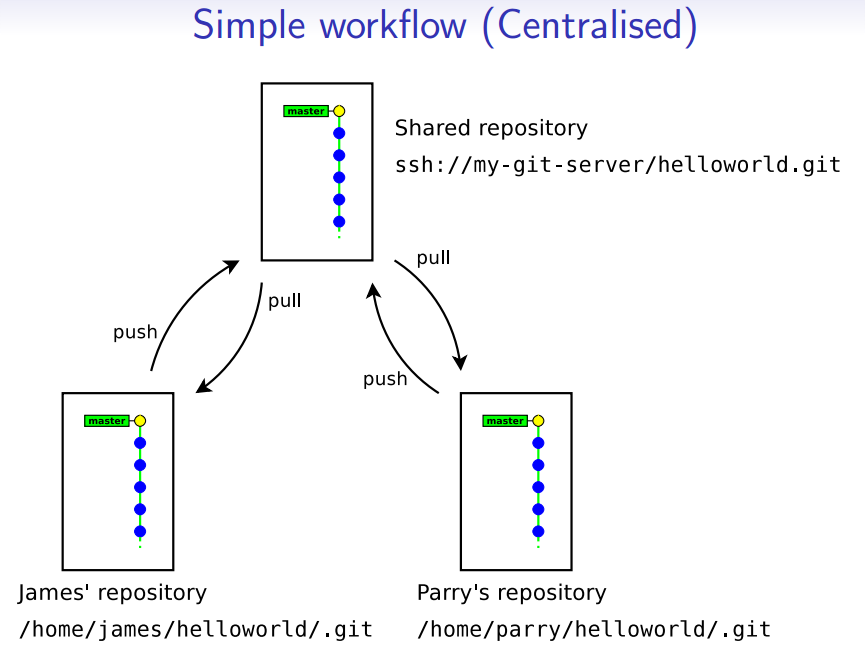 Simple workflow (Centralised)
master
Shared repository
ssh://my-git-server/helloworld.git
pull
pull
push
push
master
master
James' repository
/home/james/helloworld/.git
Parry's repository
/home/parry/helloworld/.git